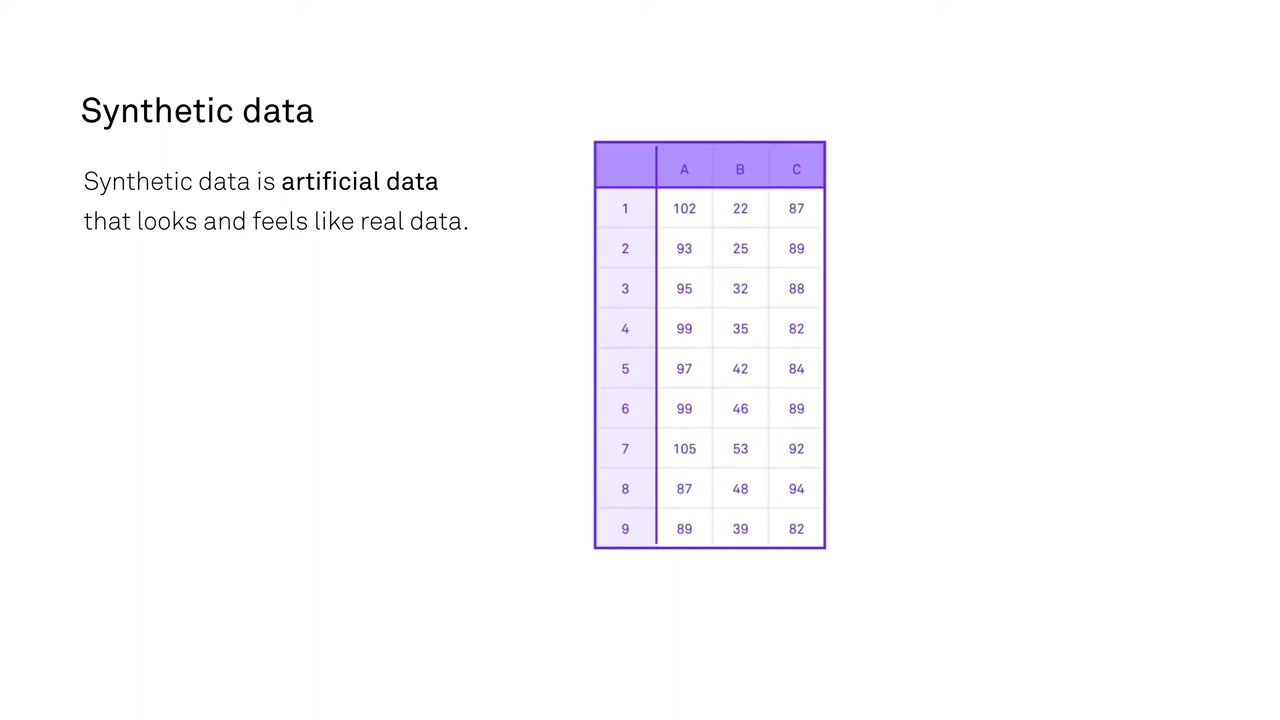 Synthetic data
Synthetic data is artificial data
that looks and feels like real data.
A B C
1 102 22 87
2 93 25 89
3 95 32 88
4 99 35 82
5 97 42 84
6 99 46 89
7 105 53 92
8 87 48 94
9 89 39 82